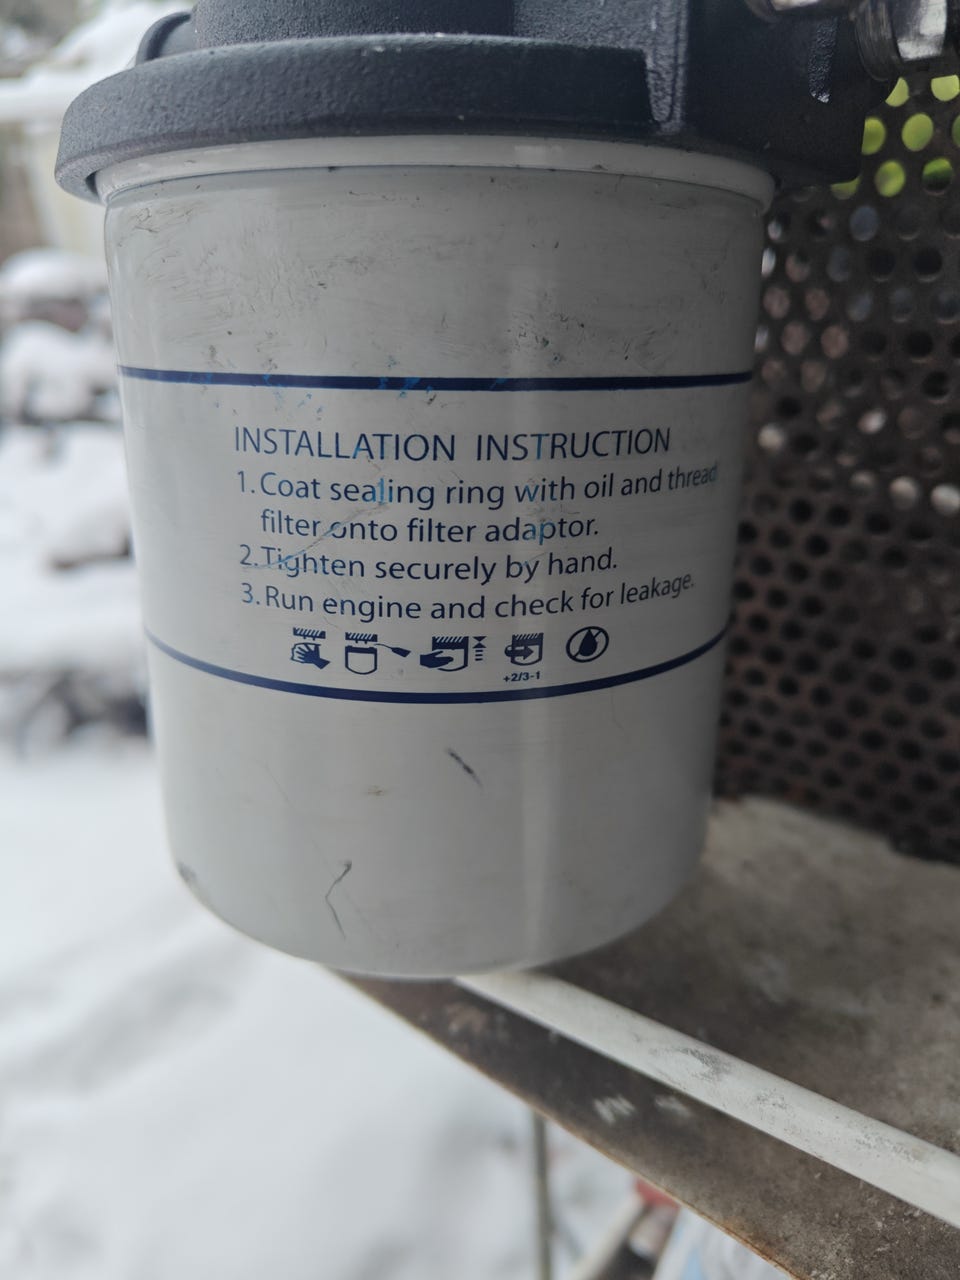 INSTALLATION INSTRUCTION
1. Coat sealing ring with oil and thread
filter onto filter adaptor.
2. Tighten securely by hand.
3. Run engine and check for leakage.
+2/3-1